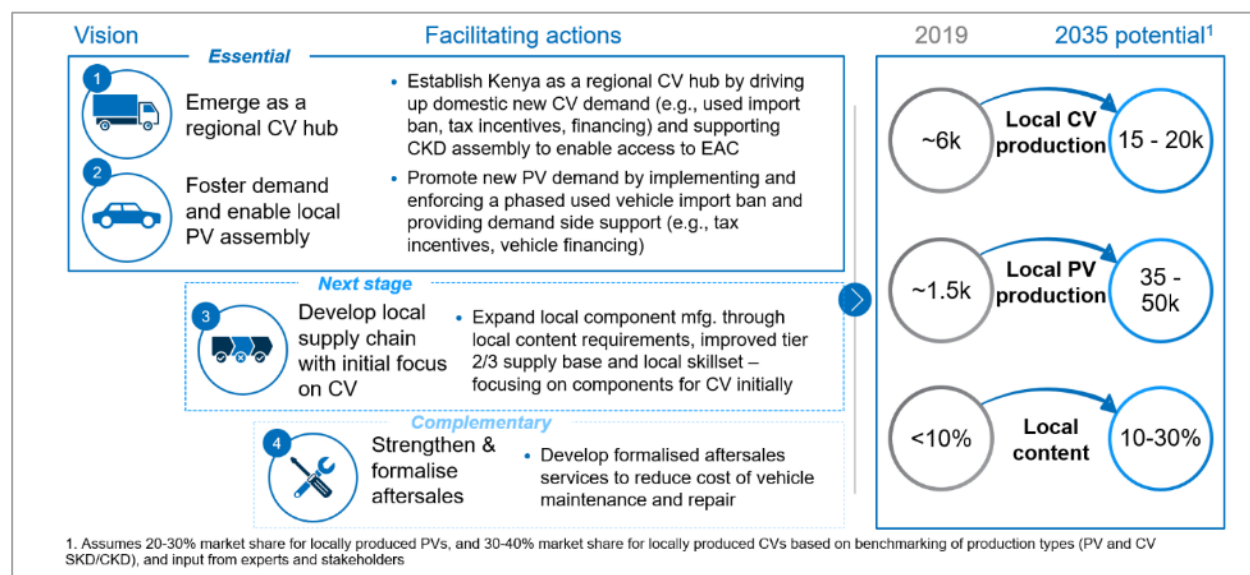 Vision
Facilitating actions
2019
2035 potential1
Essential
1
Emerge as a
regional CV hub
• Establish Kenya as a regional CV hub by driving
up domestic new CV demand (e.g., used import
ban, tax incentives, financing) and supporting
CKD assembly to enable access to EAC
2
Foster demand
and enable local
PV assembly
• Promote new PV demand by implementing and
enforcing a phased used vehicle import ban and
providing demand side support (e.g., tax
incentives, vehicle financing)
Next stage
3
Develop local
supply chain
with initial focus
on CV
• Expand local component mfg. through
local content requirements, improved tier
2/3 supply base and local skillset –
focusing on components for CV initially
Complementary
4
Strengthen &
formalise
aftersales
• Develop formalised aftersales
services to reduce cost of vehicle
maintenance and repair
~6k
Local CV
production
15 - 20k
~1.5k
Local PV
production
35 -
50k
<10%
Local
content
10-30%
1. Assumes 20-30% market share for locally produced PVs, and 30-40% market share for locally produced CVs based on benchmarking of production types (PV and CV
SKD/CKD), and input from experts and stakeholders